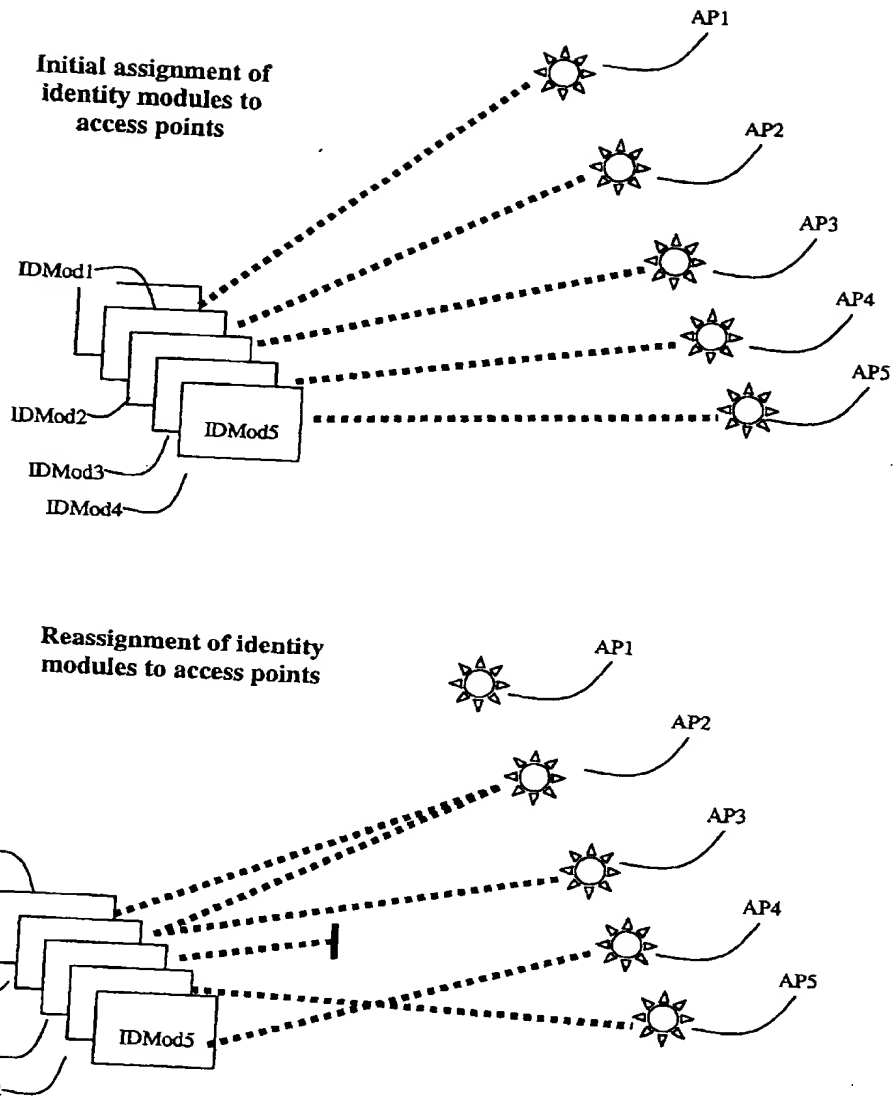 Initial assignment of
identity modules to
access points
AP1
AP2
AP3
AP4
AP5
IDMod1
IDMod2
IDMod3
IDMod4
IDMod5
Reassignment of identity
modules to access points
AP1
AP2
AP3
AP4
AP5
IDMod5